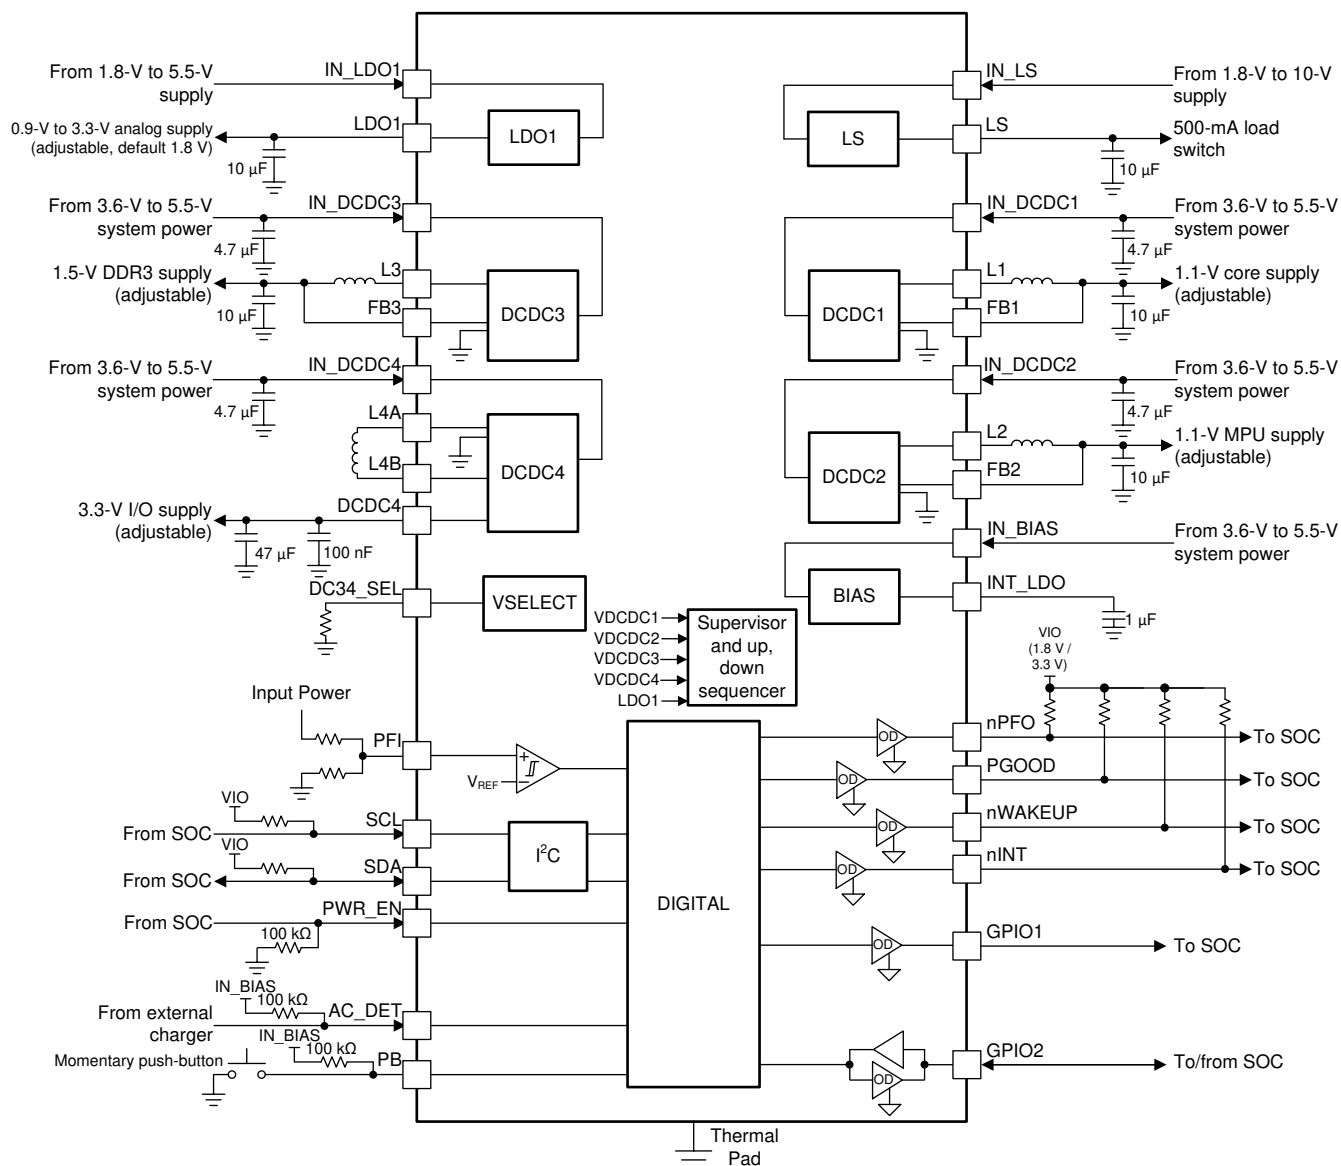 From 1.8-V to 5.5-V
supply
IN_LDO1
0.9-V to 3.3-V analog supply
(adjustable, default 1.8 V)
LDO1
10 µF
LDO1
From 3.6-V to 5.5-V
system power
IN_DCDC3
4.7 µF
1.5-V DDR3 supply
(adjustable)
L3
10 µF
FB3
DCDC3
From 3.6-V to 5.5-V
system power
IN_DCDC4
4.7 µF
L4A
L4B
DCDC4
3.3-V I/O supply
(adjustable)
DCDC4
47 µF
100 nF
DC34_SEL
VSELECT
IN_LS
From 1.8-V to 10-V
supply
LS
LS
500-mA load
switch
10 µF
IN_DCDC1
From 3.6-V to 5.5-V
system power
4.7 µF
L1
1.1-V core supply
(adjustable)
DCDC1
FB1
10 µF
IN_DCDC2
From 3.6-V to 5.5-V
system power
4.7 µF
L2
1.1-V MPU supply
(adjustable)
DCDC2
FB2
10 µF
IN_BIAS
From 3.6-V to 5.5-V
system power
BIAS
INT_LDO
1 µF
VDCDC1
VDCDC2
VDCDC3
VDCDC4
LDO1
Supervisor
and up,
down
sequencer
VIO
(1.8 V /
3.3 V)
Input Power
PFI
+
−
VREF
VIO
From SOC
SCL
VIO
From SOC
SDA
I2C
From SOC
PWR_EN
100 kΩ
IN_BIAS
100 kΩ
From external
charger
AC_DET
IN_BIAS
100 kΩ
Momentary push-button
PB
DIGITAL
OD
nPFO
To SOC
OD
PGOOD
To SOC
OD
nWAKEUP
To SOC
OD
nINT
To SOC
OD
GPIO1
To SOC
OD
GPIO2
To/from SOC
Thermal
Pad